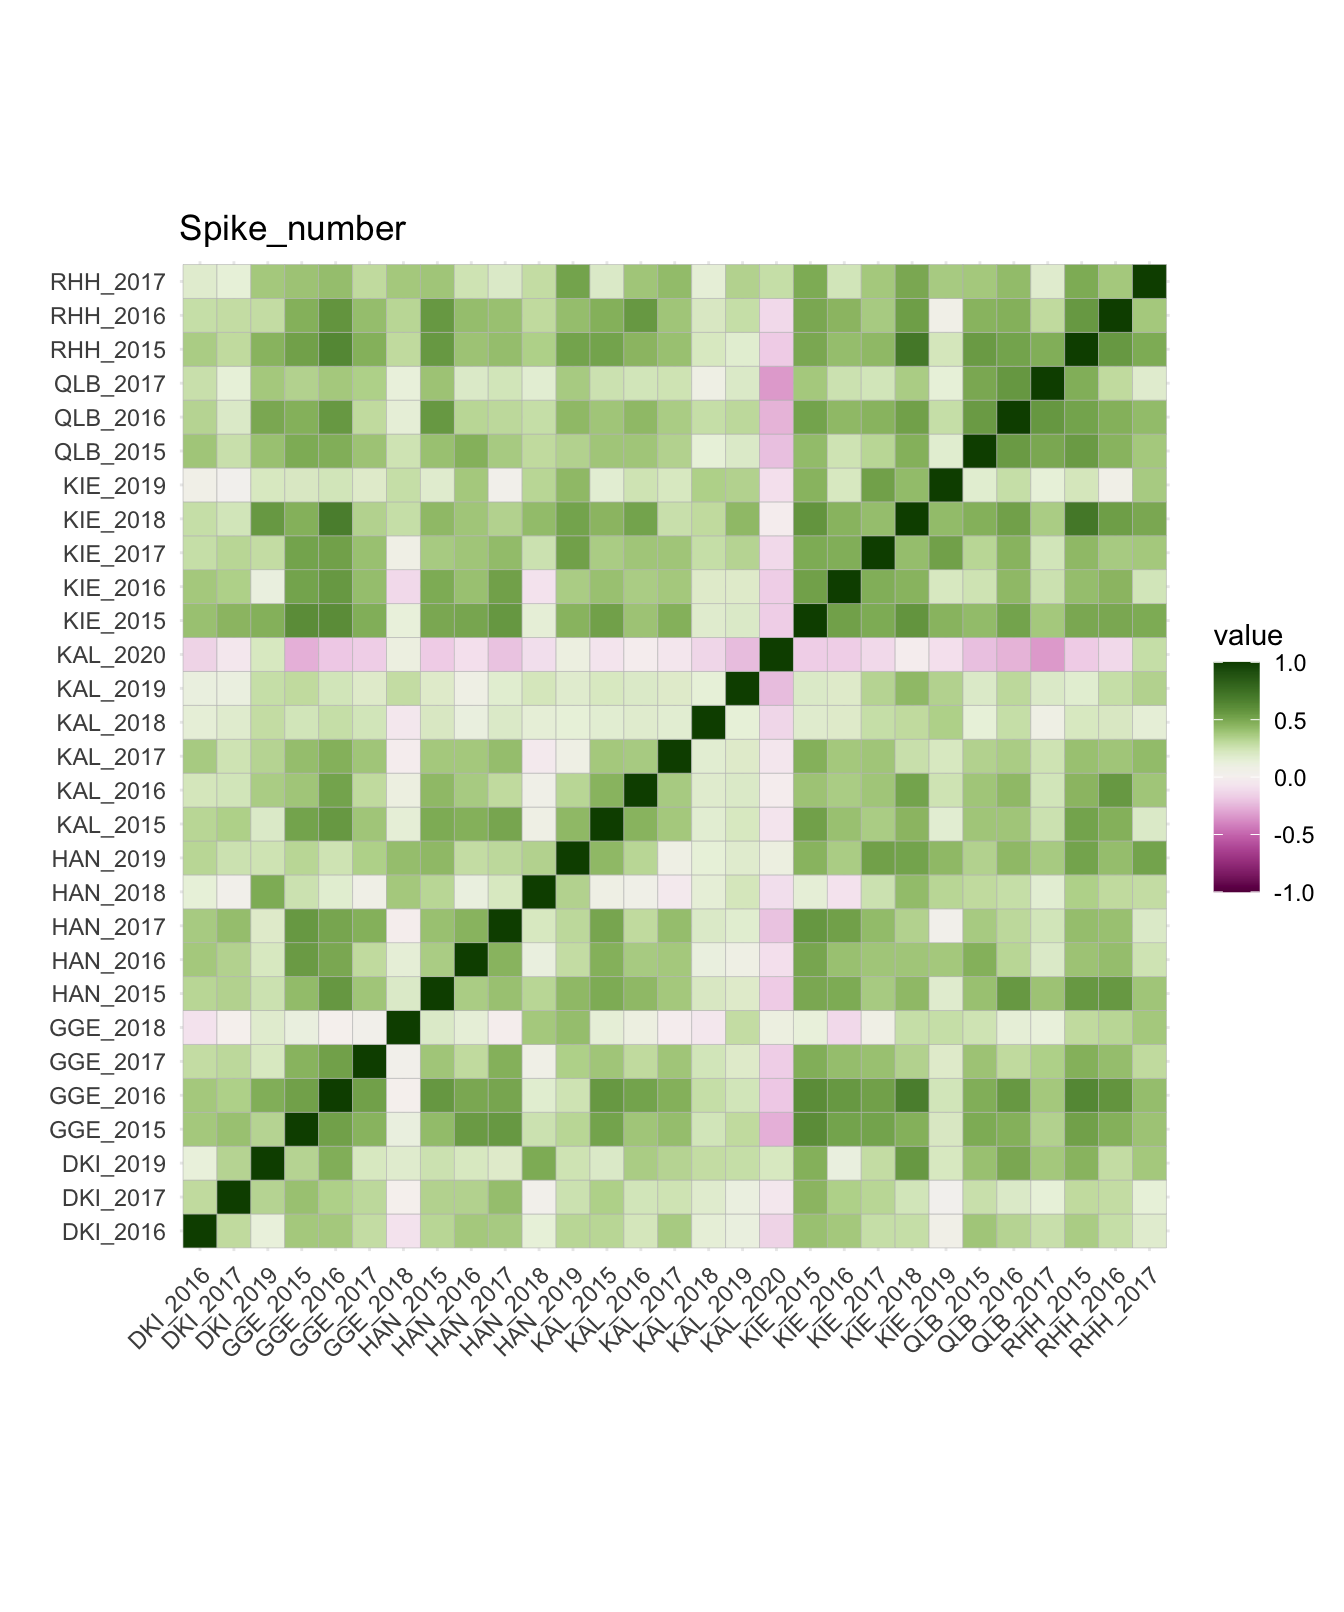 Spike_number
RHH_2017
RHH_2016
RHH_2015
QLB_2017
QLB_2016
QLB_2015
KIE_2019
KIE_2018
KIE_2017
KIE_2016
KIE_2015
KAL_2020
KAL_2019
KAL_2018
KAL_2017
KAL_2016
KAL_2015
HAN_2019
HAN_2018
HAN_2017
HAN_2016
HAN_2015
GGE_2018
GGE_2017
GGE_2016
GGE_2015
DKI_2019
DKI_2017
DKI_2016
DKI_2016
DKI_2017
DKI_2019
GGE_2015
GGE_2016
GGE_2017
GGE_2018
HAN_2015
HAN_2016
HAN_2017
HAN_2018
HAN_2019
KAL_2015
KAL_2016
KAL_2017
KAL_2018
KAL_2019
KAL_2020
KIE_2015
KIE_2016
KIE_2017
KIE_2018
KIE_2019
QLB_2015
QLB_2016
QLB_2017
RHH_2015
RHH_2016
RHH_2017
value
1.0
0.5
0.0
-0.5
-1.0